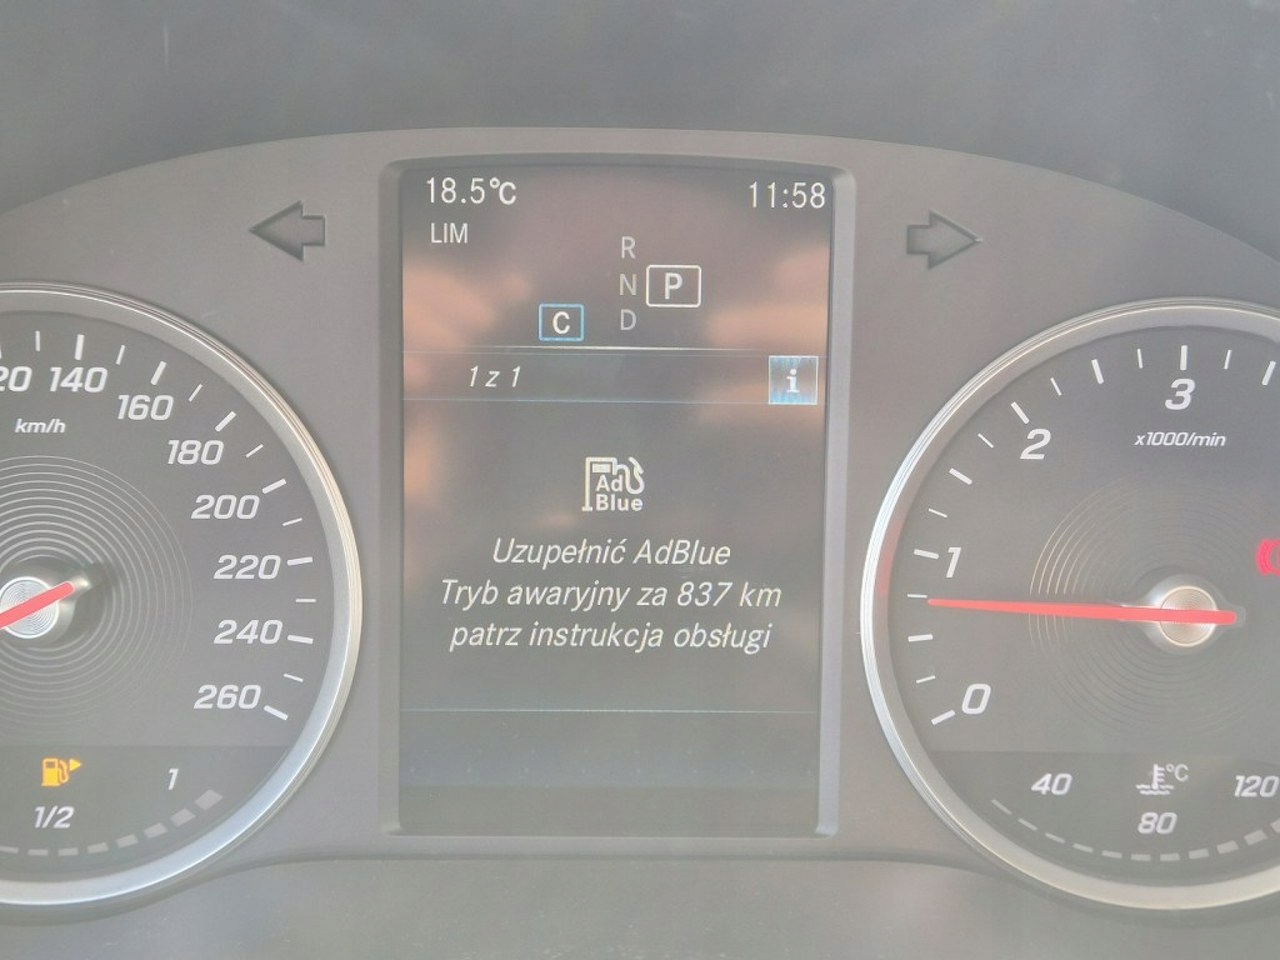 18.5°C 11:58
LIM
R
N P
C D
1 z 1 i
Ad
Blue
Uzupełnić AdBlue
Tryb awaryjny za 837 km
patrz instrukcja obsługi
140
160
km/h
180
200
220
240
260
1/2 1
3
2
x1000/min
1
0
40 °C 120
80